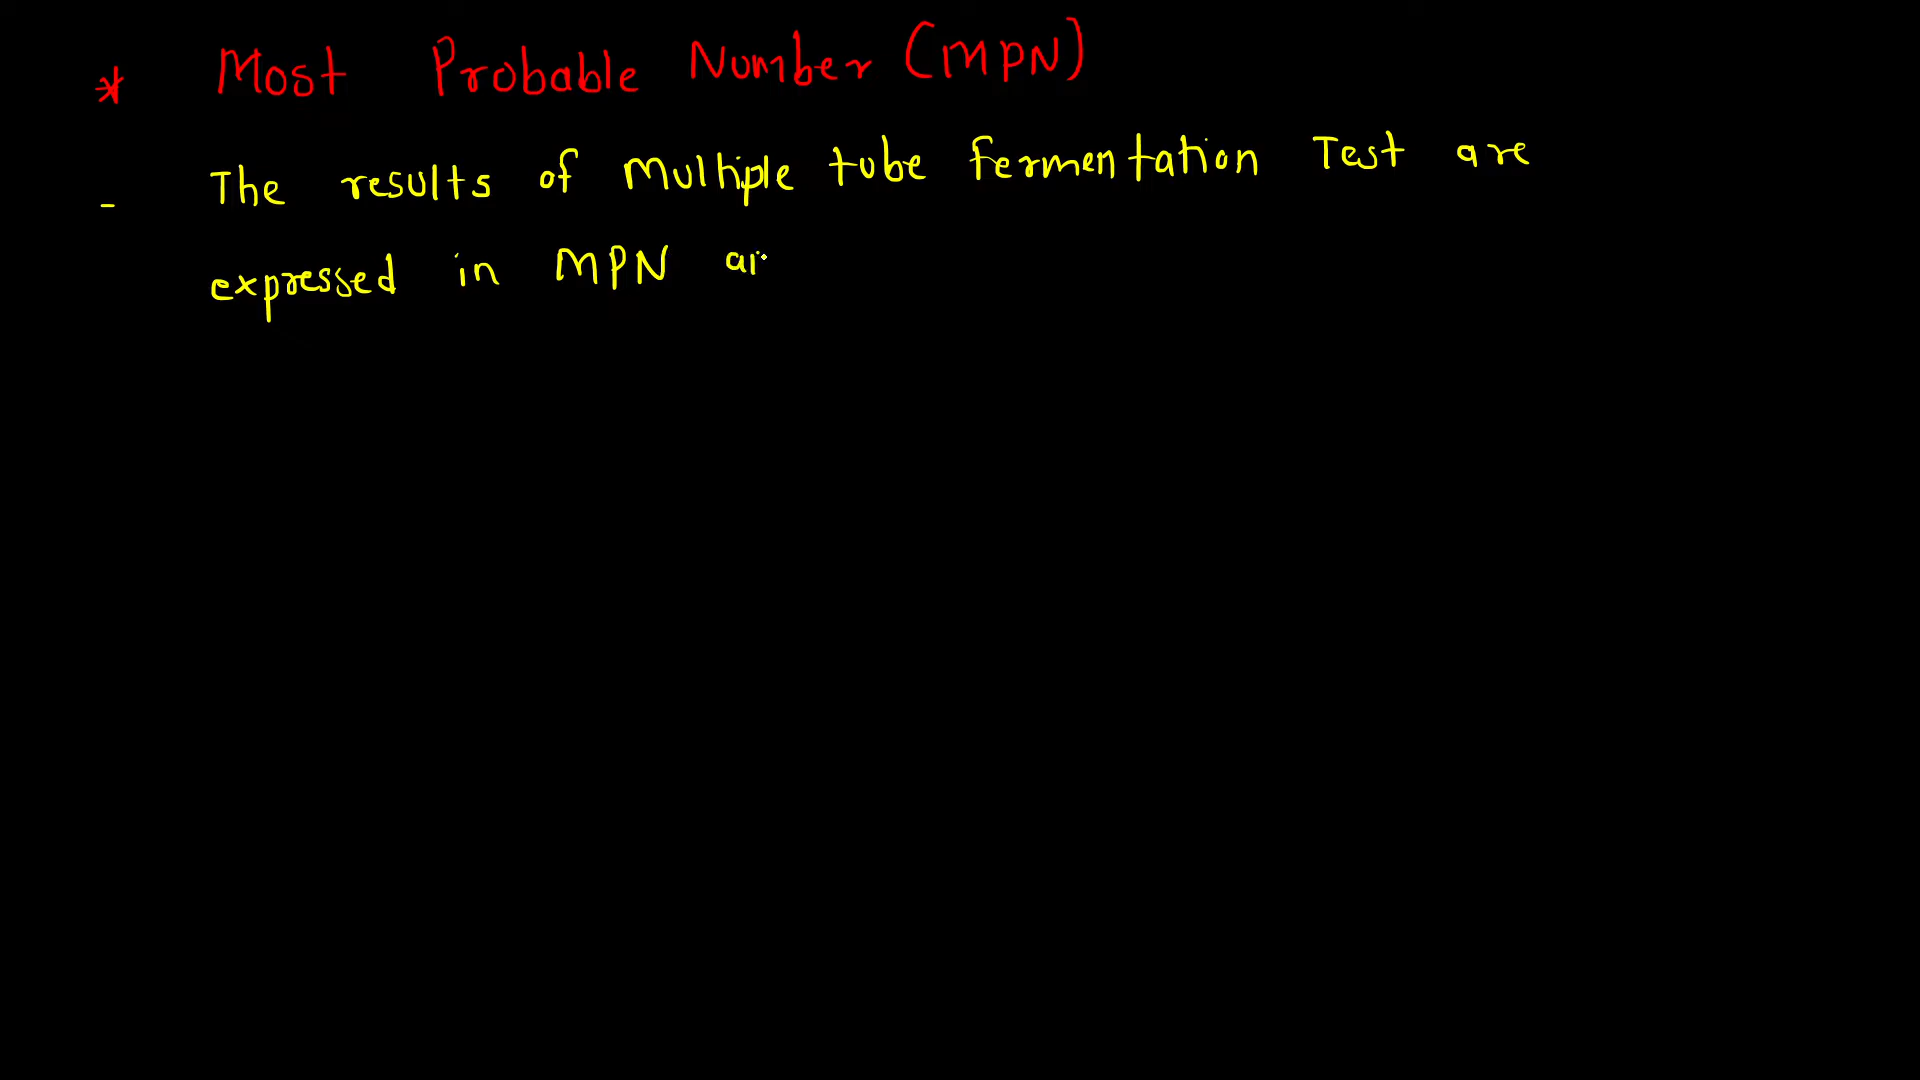 * Most Probable Number (MPN)
- The results of Multiple tube fermentation Test are
expressed in MPN